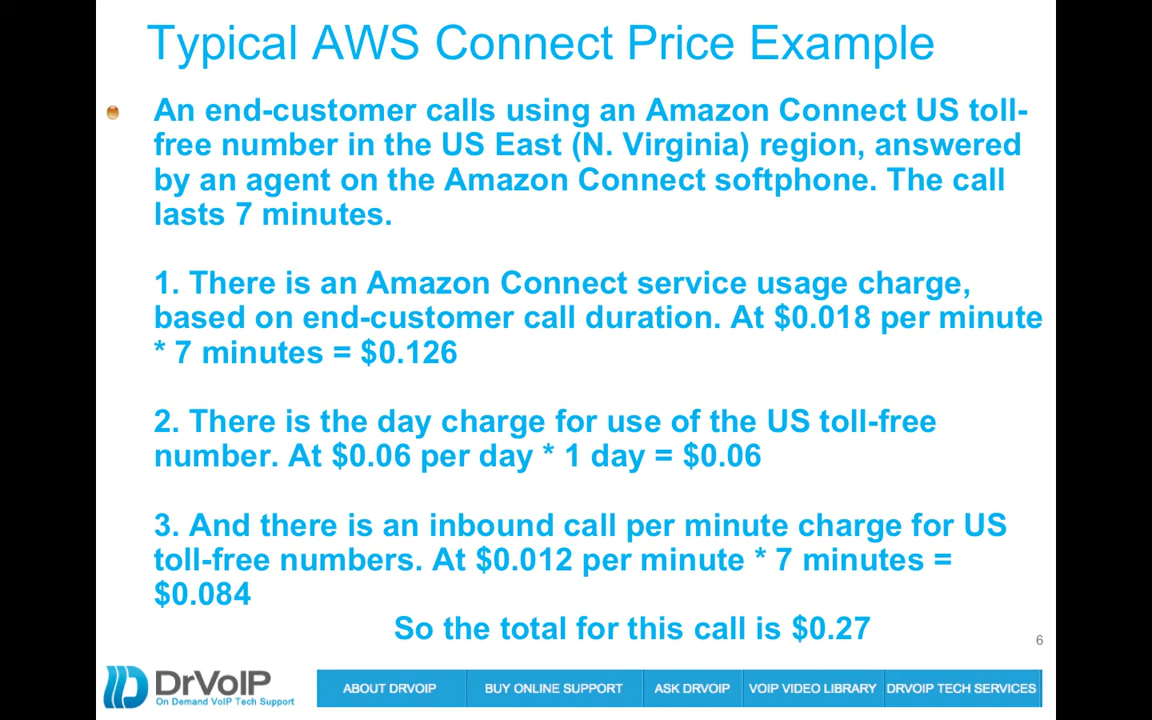 Typical AWS Connect Price Example
An end-customer calls using an Amazon Connect US toll-
free number in the US East (N. Virginia) region, answered
by an agent on the Amazon Connect softphone. The call
lasts 7 minutes.
1. There is an Amazon Connect service usage charge,
based on end-customer call duration. At $0.018 per minute
* 7 minutes = $0.126
2. There is the day charge for use of the US toll-free
number. At $0.06 per day * 1 day = $0.06
3. And there is an inbound call per minute charge for US
toll-free numbers. At $0.012 per minute * 7 minutes =
$0.084
So the total for this call is $0.27
6
DrVoIP
On Demand VoIP Tech Support
ABOUT DRVOIP
BUY ONLINE SUPPORT
ASK DRVOIP
VOIP VIDEO LIBRARY
DRVOIP TECH SERVICES